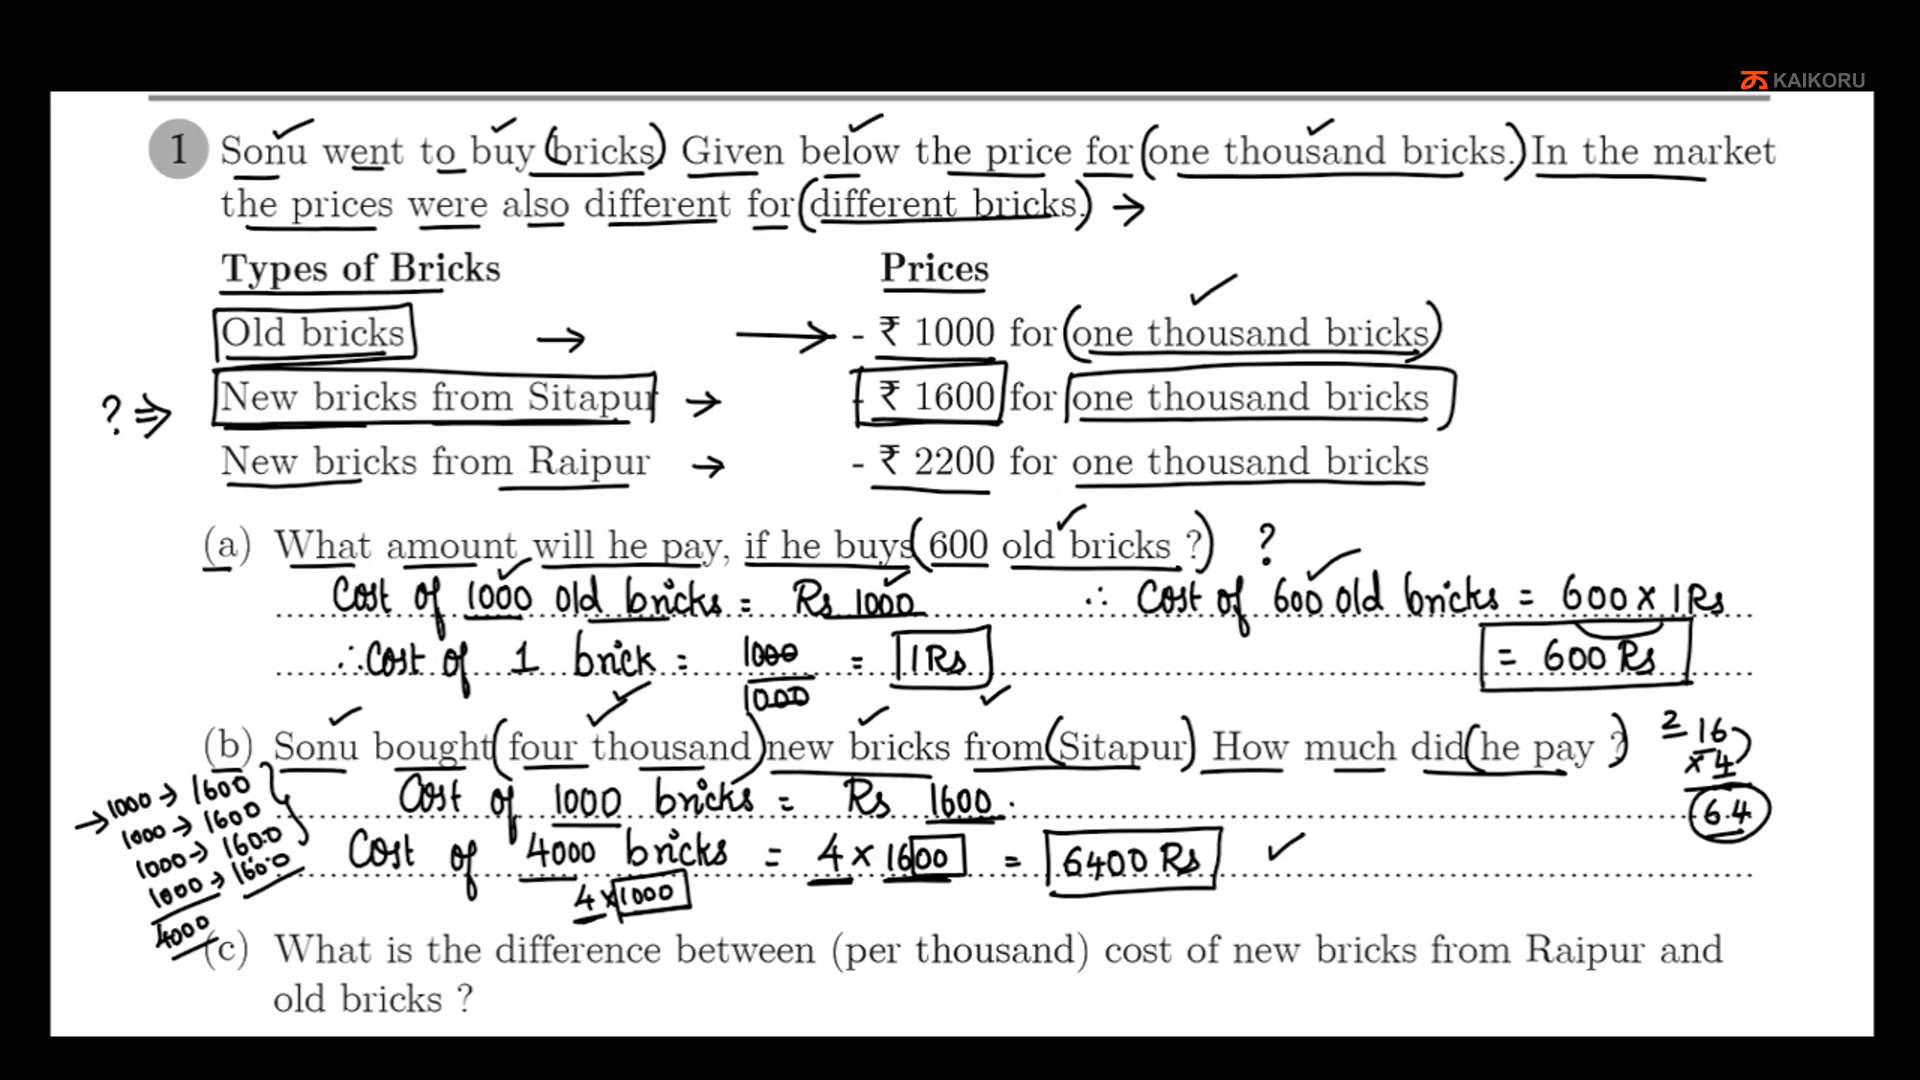 KAIKORU
1 Sonu went to buy (bricks). Given below the price for (one thousand bricks.) In the market
the prices were also different for (different bricks.) →
Types of Bricks Prices
Old bricks → → - ₹ 1000 for (one thousand bricks)
? ⇒ New bricks from Sitapur → - ₹ 1600 for one thousand bricks
New bricks from Raipur → - ₹ 2200 for one thousand bricks
(a) What amount will he pay, if he buys (600 old bricks ?) ?
Cost of 1000 old bricks = Rs 1000 ∴ Cost of 600 old bricks = 600 × 1Rs
∴ Cost of 1 brick = 1000/1000 = 1Rs = 600 Rs
(b) Sonu bought (four thousand) new bricks from (Sitapur) How much did (he pay ?)
2 16
× 4
6.4
Cost of 1000 bricks = Rs 1600.
Cost of 4000 bricks = 4 × 1600 = 6400 Rs
4 × 1000
→ 1000 → 1600
1000 → 1600
1000 → 1600
1000 → 1600
4000
(c) What is the difference between (per thousand) cost of new bricks from Raipur and
old bricks ?